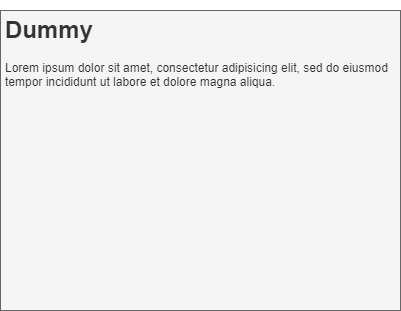 Dummy
Lorem ipsum dolor sit amet, consectetur adipisicing elit, sed do eiusmod
tempor incididunt ut labore et dolore magna aliqua.